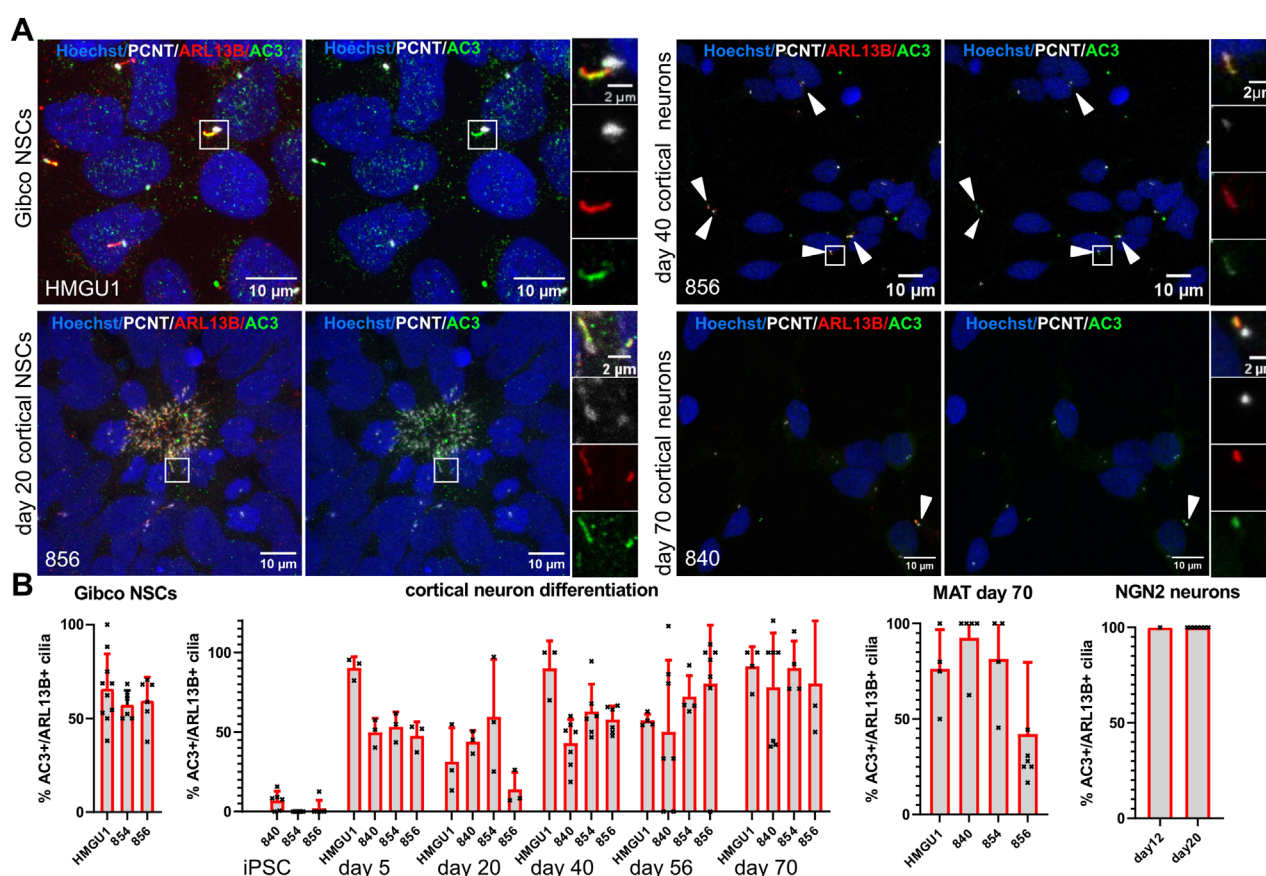 A
Hoechst/PCNT/ARL13B/AC3
Hoechst/PCNT/AC3
2 µm
Gibco NSCs
HMGU1
10 µm
10 µm
Hoechst/PCNT/ARL13B/AC3
Hoechst/PCNT/AC3
2µm
day 40 cortical neurons
856
10 µm
10 µm
Hoechst/PCNT/ARL13B/AC3
Hoechst/PCNT/AC3
2 µm
day 20 cortical NSCs
856
10 µm
10 µm
Hoechst/PCNT/ARL13B/AC3
Hoechst/PCNT/AC3
2 µm
day 70 cortical neurons
840
10 µm
10 µm
B
Gibco NSCs
% AC3+/ARL13B+ cilia
100
50
0
HMGU1
854
856
cortical neuron differentiation
% AC3+/ARL13B+ cilia
100
50
0
840
854
856
iPSC
HMGU1
840
854
856
day 5
HMGU1
840
854
856
day 20
HMGU1
840
854
856
day 40
HMGU1
840
854
856
day 56
HMGU1
840
854
856
day 70
MAT day 70
% AC3+/ARL13B+ cilia
100
50
0
HMGU1
840
854
856
NGN2 neurons
% AC3+/ARL13B+ cilia
100
50
0
day12
day20